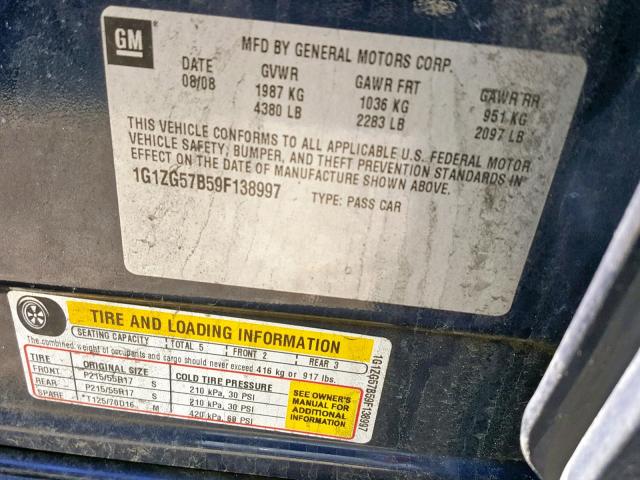 GM
MFD BY GENERAL MOTORS CORP.
DATE GVWR GAWR FRT GAWR RR
08/08 1987 KG 1036 KG 951 KG
4380 LB 2283 LB 2097 LB
THIS VEHICLE CONFORMS TO ALL APPLICABLE U.S. FEDERAL MOTOR
VEHICLE SAFETY, BUMPER, AND THEFT PREVENTION STANDARDS IN
EFFECT ON THE DATE OF MANUFACTURE SHOWN ABOVE.
1G1ZG57B59F138997 TYPE: PASS CAR
TIRE AND LOADING INFORMATION
SEATING CAPACITY TOTAL 5 FRONT 2 REAR 3
The combined weight of occupants and cargo should never exceed 416 kg or 917 lbs.
TIRE ORIGINAL SIZE COLD TIRE PRESSURE
FRONT P215/55R17 S 210 kPa, 30 PSI
REAR P215/55R17 S 210 kPa, 30 PSI
SPARE *T125/70D16 M 420 kPa, 60 PSI
SEE OWNER'S
MANUAL FOR
ADDITIONAL
INFORMATION
1G1ZG57B59F138997